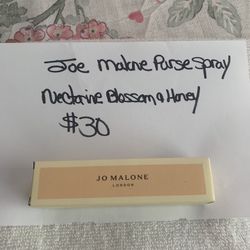 Joe Malone Purse Spray
Nectarine Blossom & Honey
$30
JO MALONE
LONDON